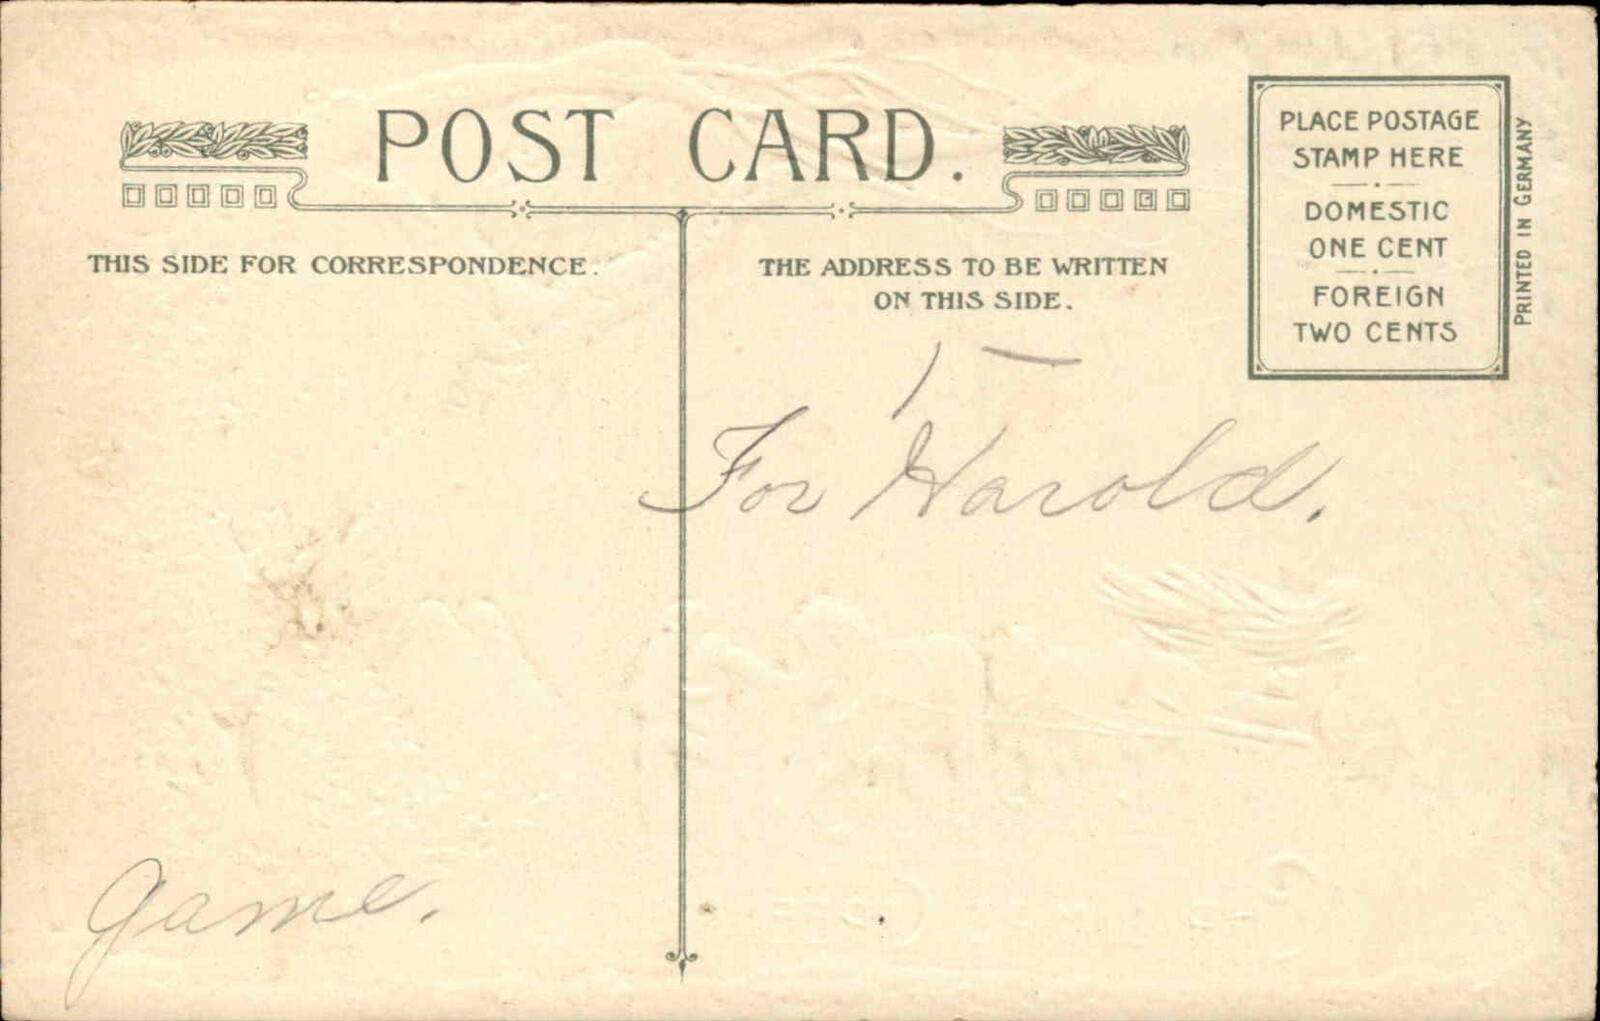 POST CARD.
THIS SIDE FOR CORRESPONDENCE.
THE ADDRESS TO BE WRITTEN
ON THIS SIDE.
PLACE POSTAGE
STAMP HERE
DOMESTIC
ONE CENT
FOREIGN
TWO CENTS
PRINTED IN GERMANY
For Harold.
Game.